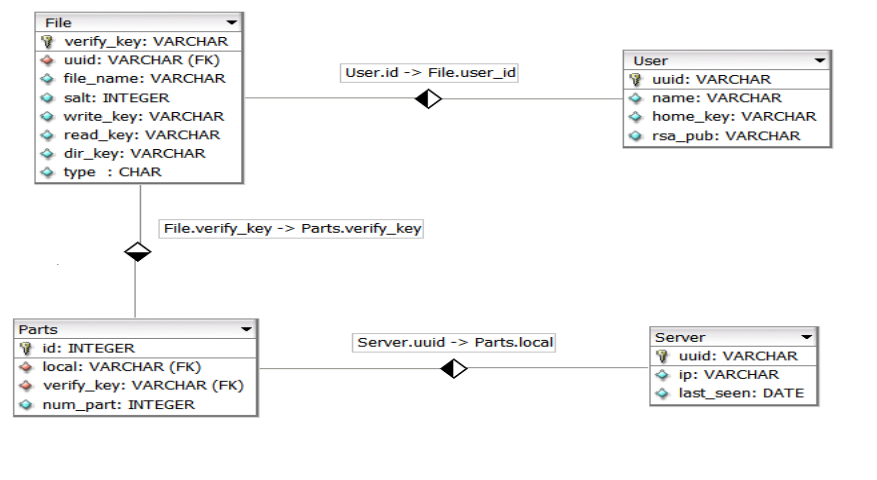 File
verify_key: VARCHAR
uuid: VARCHAR (FK)
file_name: VARCHAR
salt: INTEGER
write_key: VARCHAR
read_key: VARCHAR
dir_key: VARCHAR
type : CHAR
User.id -> File.user_id
User
uuid: VARCHAR
name: VARCHAR
home_key: VARCHAR
rsa_pub: VARCHAR
File.verify_key -> Parts.verify_key
Parts
id: INTEGER
local: VARCHAR (FK)
verify_key: VARCHAR (FK)
num_part: INTEGER
Server.uuid -> Parts.local
Server
uuid: VARCHAR
ip: VARCHAR
last_seen: DATE